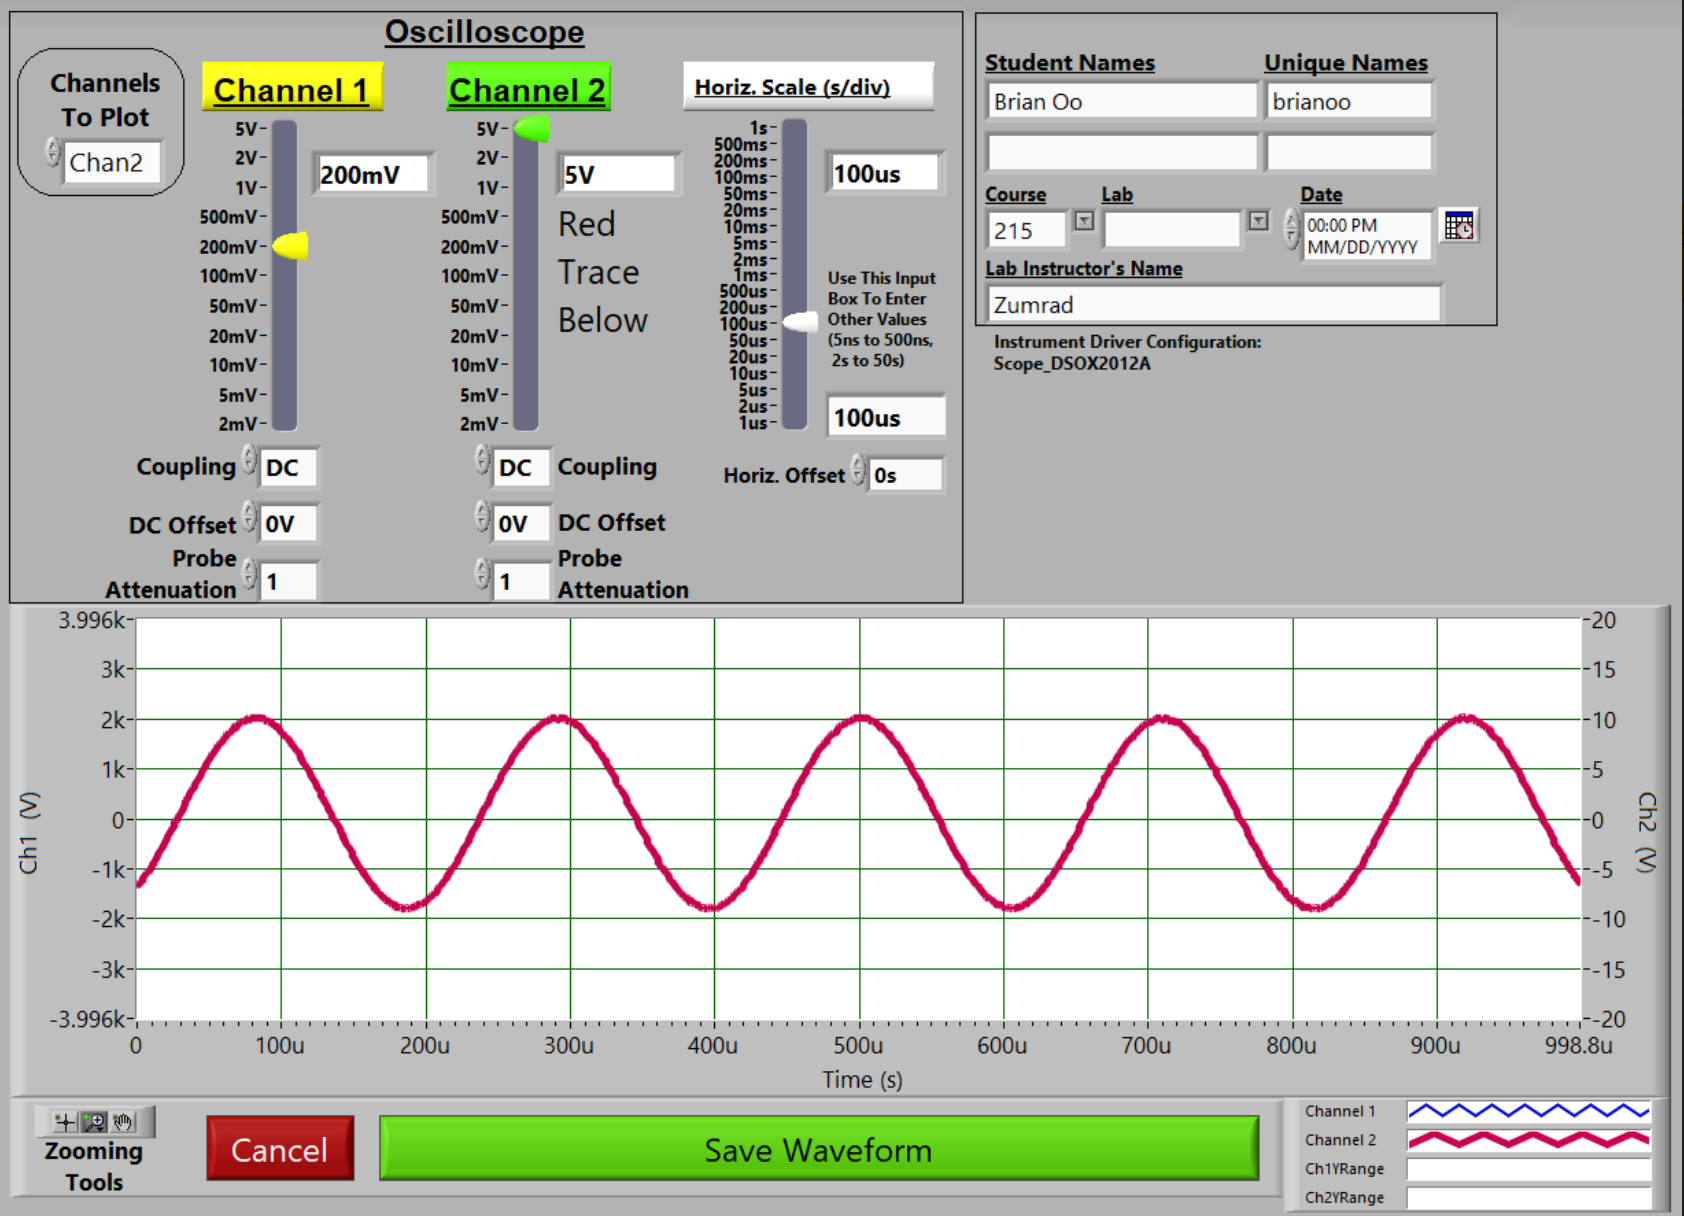 Oscilloscope
Channels
To Plot
Chan2
Channel 1
5V
2V
1V
500mV
200mV
100mV
50mV
20mV
10mV
5mV
2mV
200mV
Coupling
DC
DC Offset
0V
Probe
Attenuation
1
Channel 2
5V
2V
1V
500mV
200mV
100mV
50mV
20mV
10mV
5mV
2mV
5V
Red
Trace
Below
DC
Coupling
0V
DC Offset
1
Probe
Attenuation
Horiz. Scale (s/div)
1s
500ms
200ms
100ms
50ms
20ms
10ms
5ms
2ms
1ms
500us
200us
100us
50us
20us
10us
5us
2us
1us
100us
Use This Input
Box To Enter
Other Values
(5ns to 500ns,
2s to 50s)
100us
Horiz. Offset
0s
Student Names
Unique Names
Brian Oo
brianoo
Course
Lab
Date
215
00:00 PM
MM/DD/YYYY
Lab Instructor's Name
Zumrad
Instrument Driver Configuration:
Scope_DSOX2012A
Ch1 (V)
3.996k
3k
2k
1k
0
-1k
-2k
-3k
-3.996k
20
15
10
5
0
-5
-10
-15
-20
Ch2 (V)
0
100u
200u
300u
400u
500u
600u
700u
800u
900u
998.8u
Time (s)
Zooming
Tools
Cancel
Save Waveform
Channel 1
Channel 2
Ch1YRange
Ch2YRange